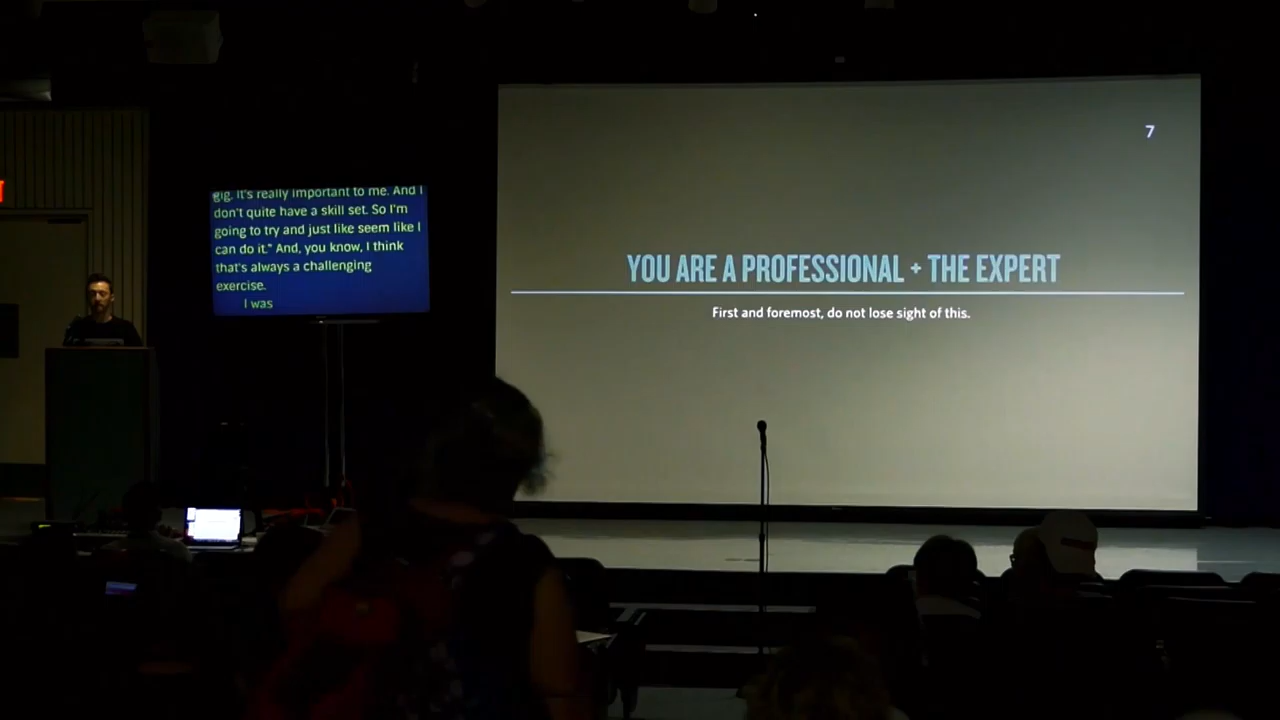 gig. It's really important to me. And I
don't quite have a skill set. So I'm
going to try and just like seem like I
can do it." And, you know, I think
that's always a challenging
exercise.
I was
7
YOU ARE A PROFESSIONAL + THE EXPERT
First and foremost, do not lose sight of this.